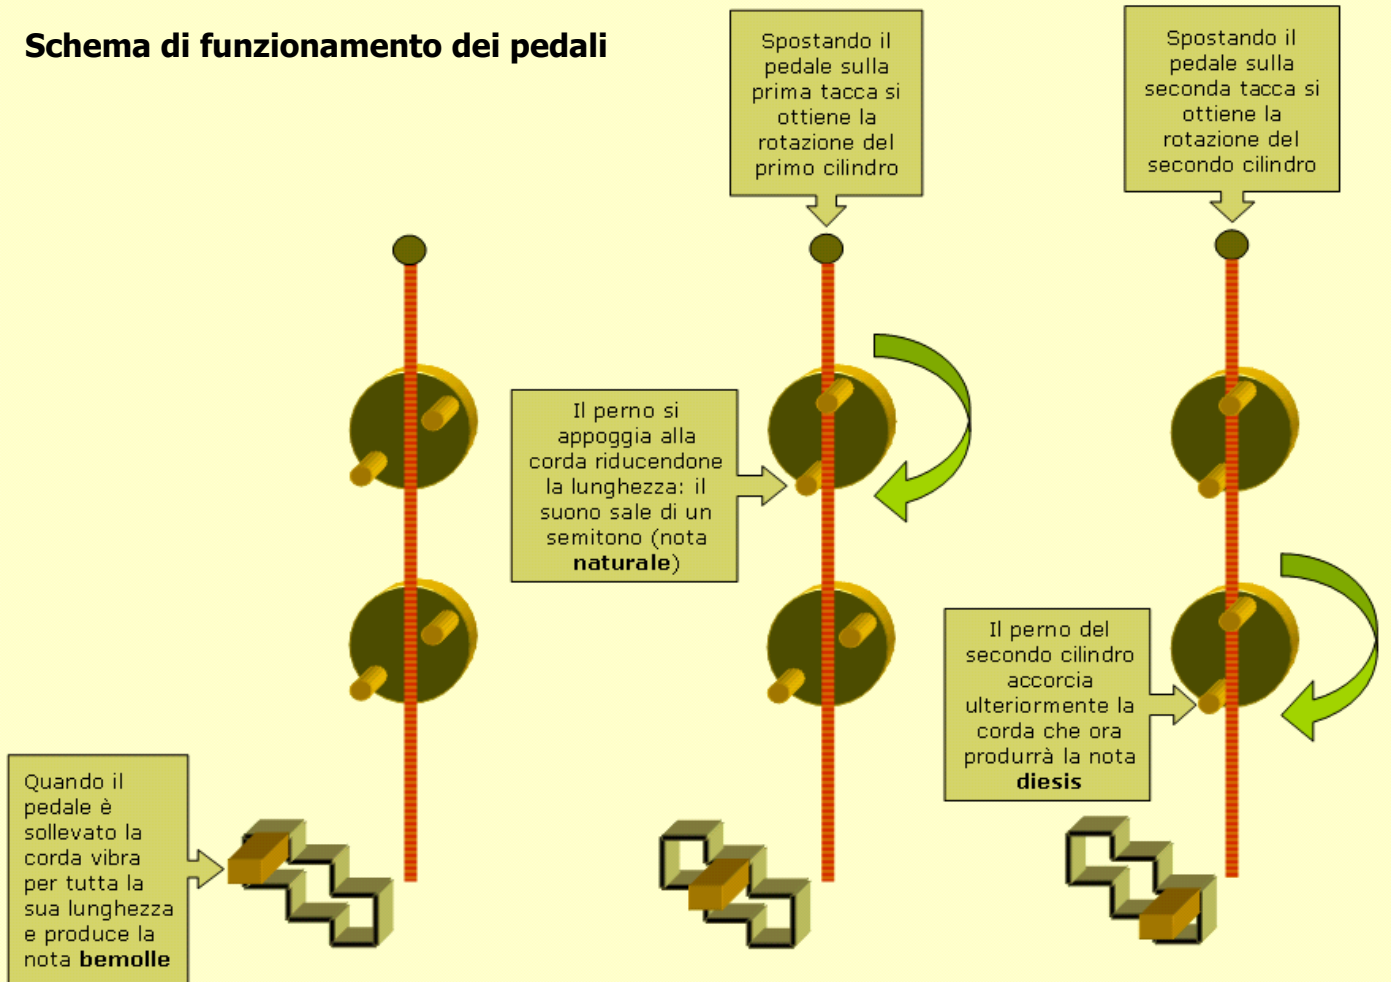 Schema di funzionamento dei pedali
Spostando il
pedale sulla
prima tacca si
ottiene la
rotazione del
primo cilindro
Spostando il
pedale sulla
seconda tacca si
ottiene la
rotazione del
secondo cilindro
Il perno si
appoggia alla
corda riducendone
la lunghezza: il
suono sale di un
semitono (nota
naturale)
Il perno del
secondo cilindro
accorcia
ulteriormente la
corda che ora
produrrà la nota
diesis
Quando il
pedale è
sollevato la
corda vibra
per tutta la
sua lunghezza
e produce la
nota bemolle